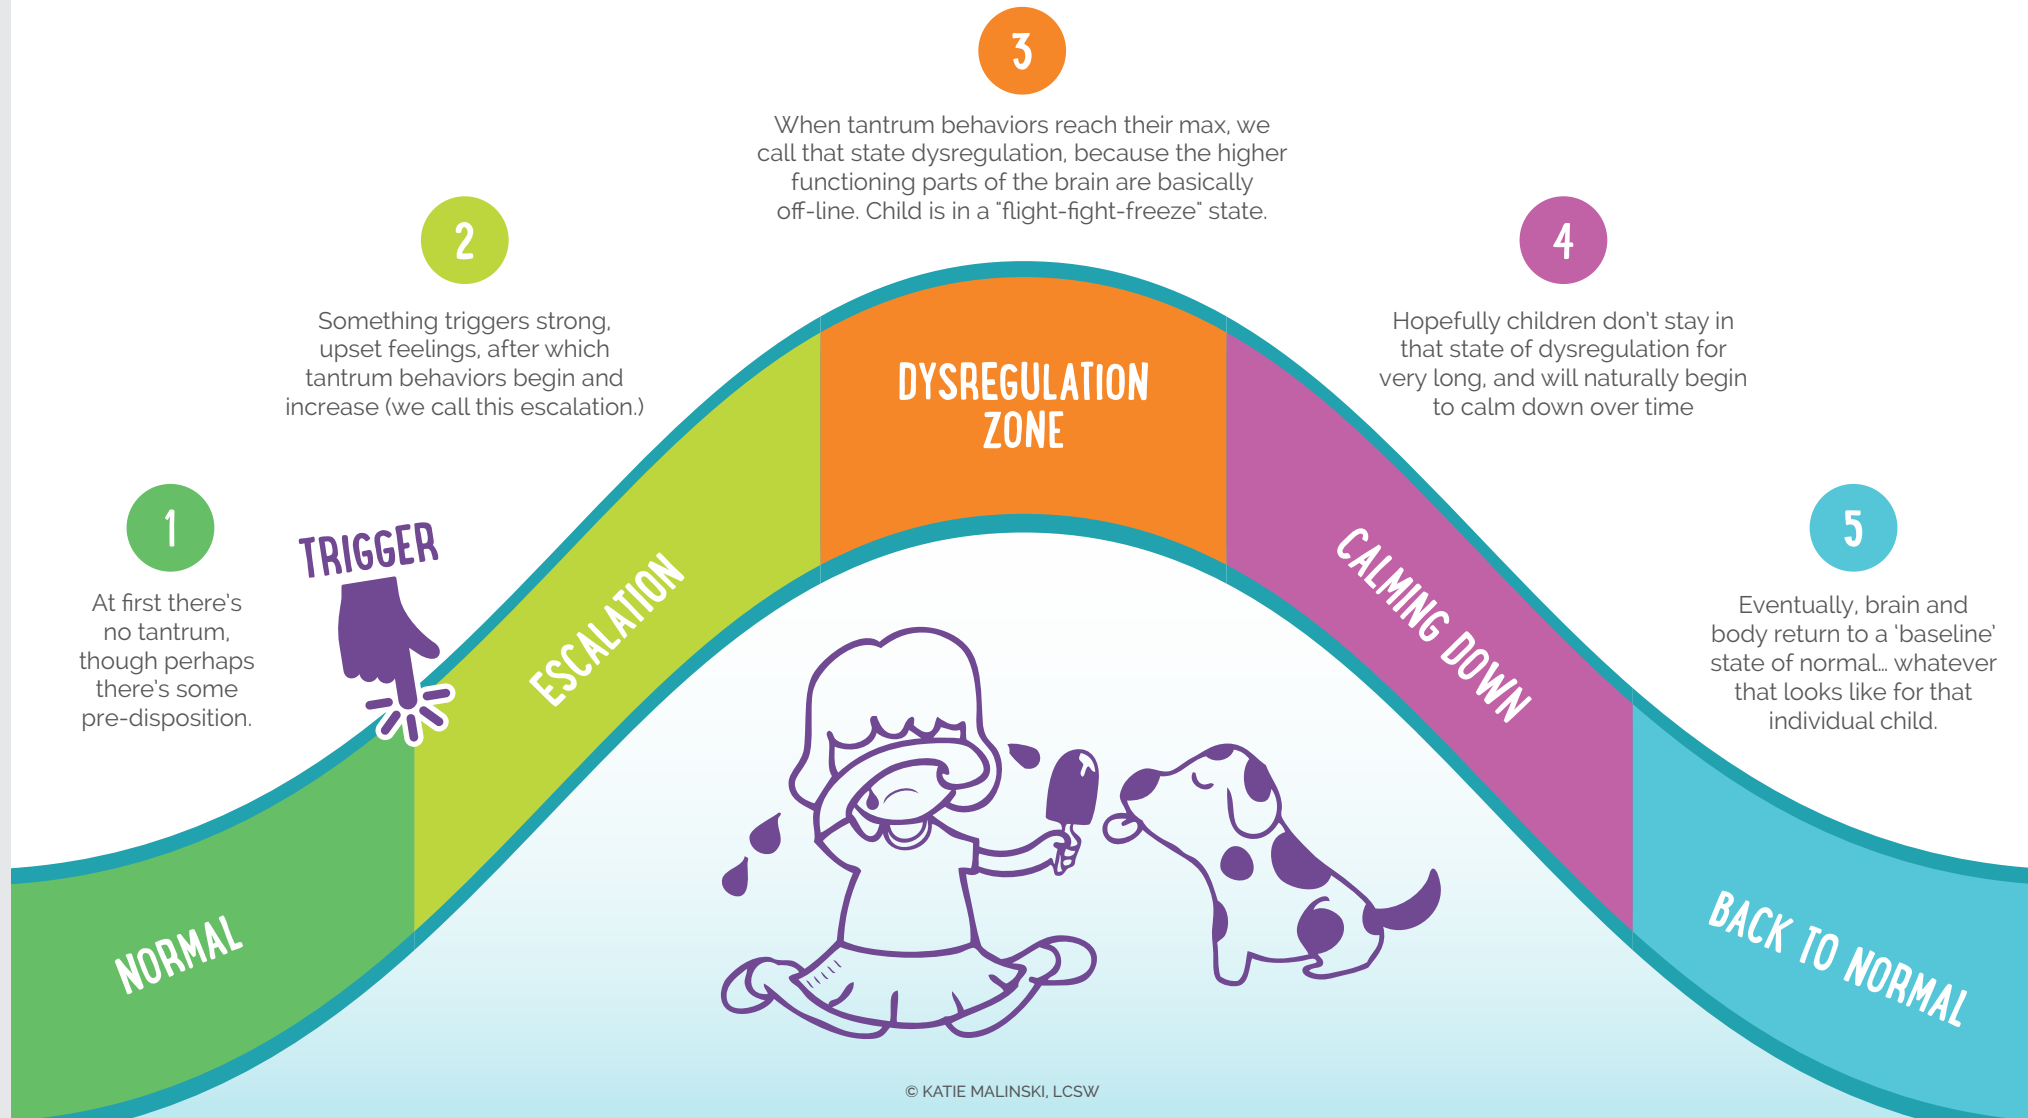 1
At first there's
no tantrum,
though perhaps
there's some
pre-disposition.
TRIGGER
NORMAL
2
Something triggers strong,
upset feelings, after which
tantrum behaviors begin and
increase (we call this escalation.)
ESCALATION
3
When tantrum behaviors reach their max, we
call that state dysregulation, because the higher
functioning parts of the brain are basically
off-line. Child is in a "flight-fight-freeze" state.
DYSREGULATION
ZONE
4
Hopefully children don't stay in
that state of dysregulation for
very long, and will naturally begin
to calm down over time
CALMING DOWN
5
Eventually, brain and
body return to a 'baseline'
state of normal... whatever
that looks like for that
individual child.
BACK TO NORMAL
© KATIE MALINSKI, LCSW